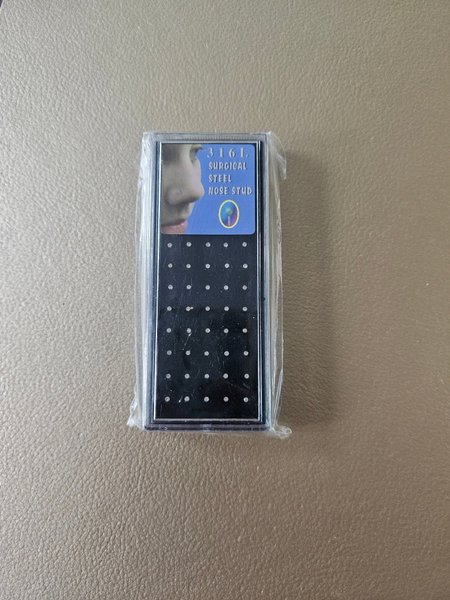 316L
SURGICAL
STEEL
NOSE STUD